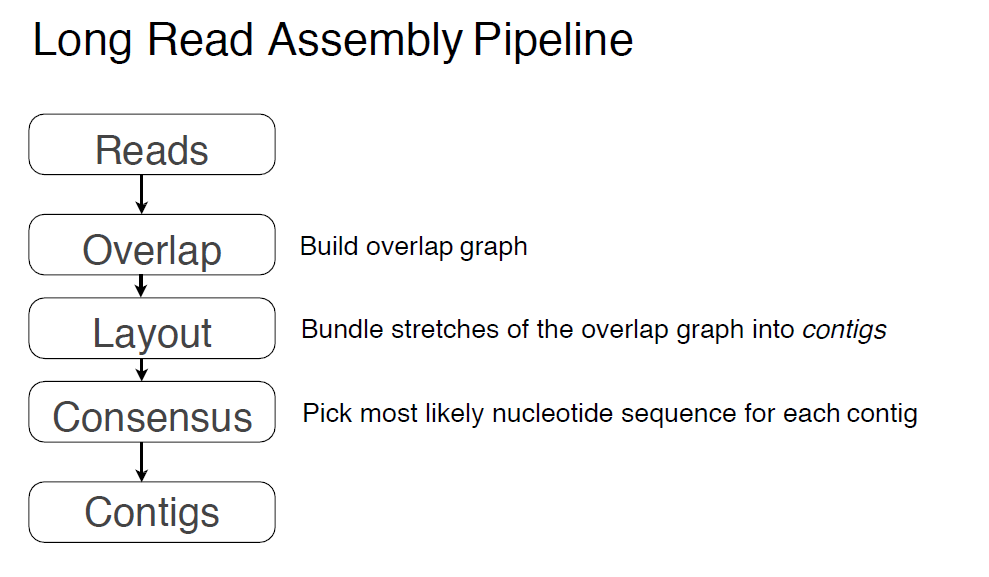 Long Read Assembly Pipeline
Reads
Overlap
Build overlap graph
Layout
Bundle stretches of the overlap graph into contigs
Consensus
Pick most likely nucleotide sequence for each contig
Contigs